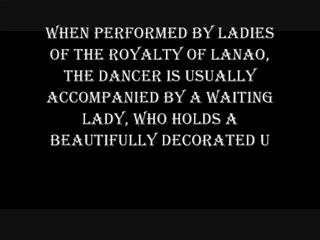 WHEN PERFORMED BY LADIES
OF THE ROYALTY OF LANAO,
THE DANCER IS USUALLY
ACCOMPANIED BY A WAITING
LADY, WHO HOLDS A
BEAUTIFULLY DECORATED U